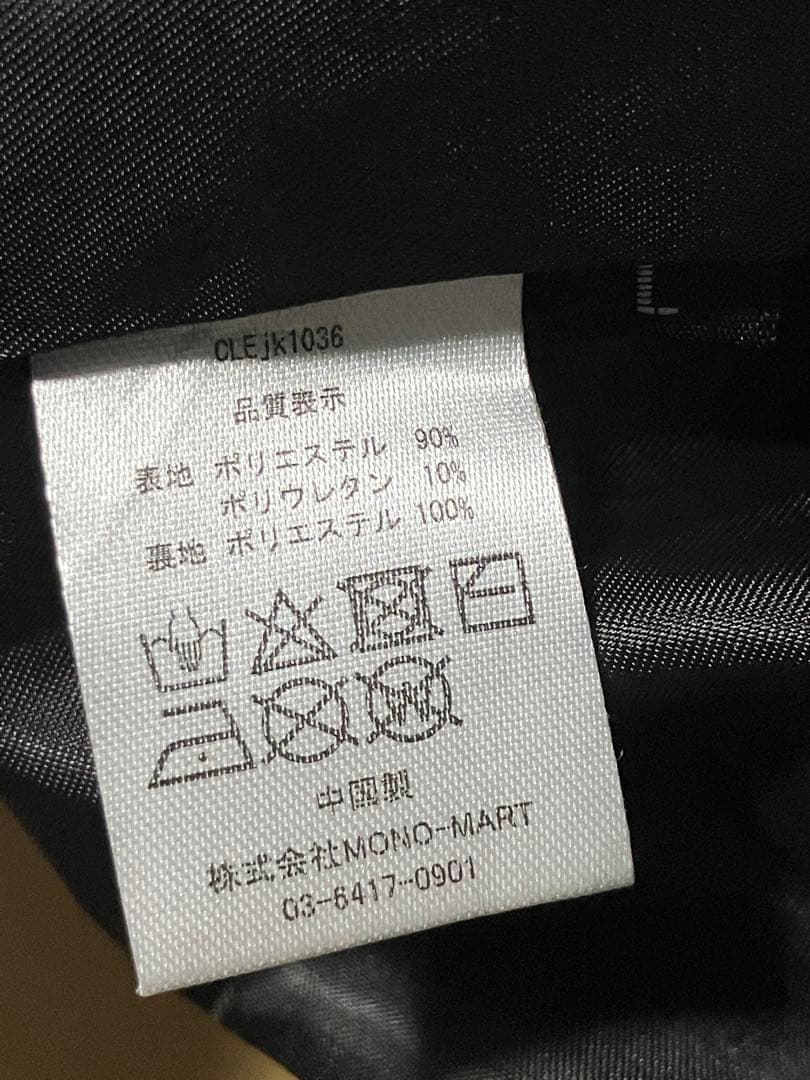 CLEjk1036
品質表示
表地 ポリエステル 90%
ポリウレタン 10%
裏地 ポリエステル 100%
中国製
株式会社MONO-MART
03-6417-0901